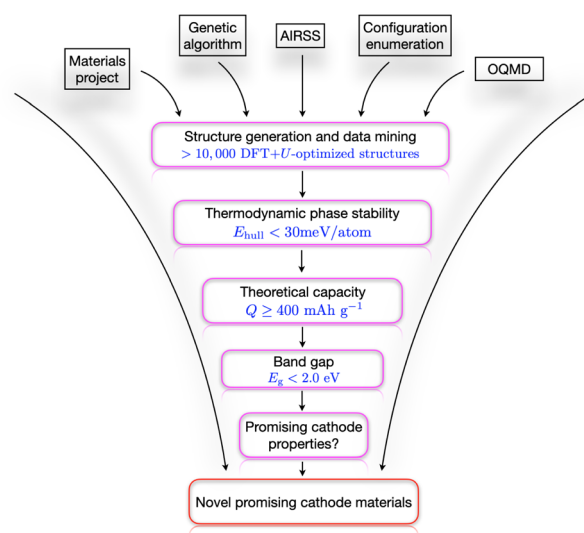 Materials
project
Genetic
algorithm
AIRSS
Configuration
enumeration
OQMD
Structure generation and data mining
> 10,000 DFT+U-optimized structures
Thermodynamic phase stability
E_hull < 30meV/atom
Theoretical capacity
Q ≥ 400 mAh g⁻¹
Band gap
E_g < 2.0 eV
Promising cathode
properties?
Novel promising cathode materials